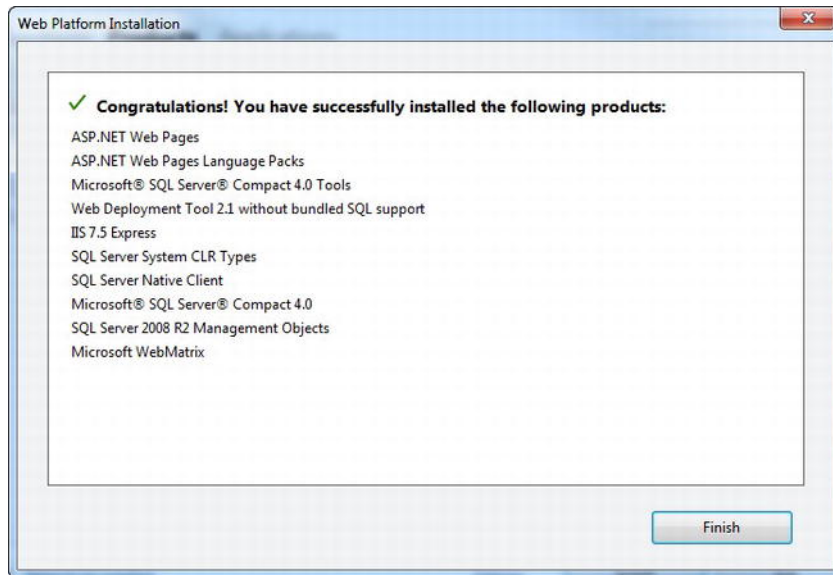 Web Platform Installation
Congratulations! You have successfully installed the following products:
ASP.NET Web Pages
ASP.NET Web Pages Language Packs
Microsoft® SQL Server® Compact 4.0 Tools
Web Deployment Tool 2.1 without bundled SQL support
IIS 7.5 Express
SQL Server System CLR Types
SQL Server Native Client
Microsoft® SQL Server® Compact 4.0
SQL Server 2008 R2 Management Objects
Microsoft WebMatrix
Finish